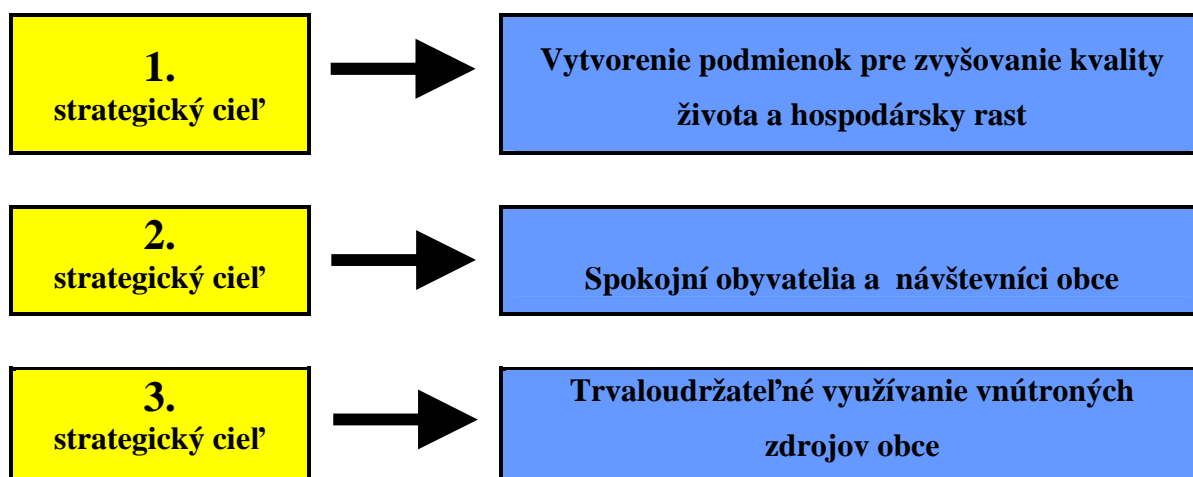 1.
strategický cieľ
Vytvorenie podmienok pre zvyšovanie kvality
života a hospodársky rast
2.
strategický cieľ
Spokojní obyvatelia a návštevníci obce
3.
strategický cieľ
Trvaloudržateľné využívanie vnútroných
zdrojov obce